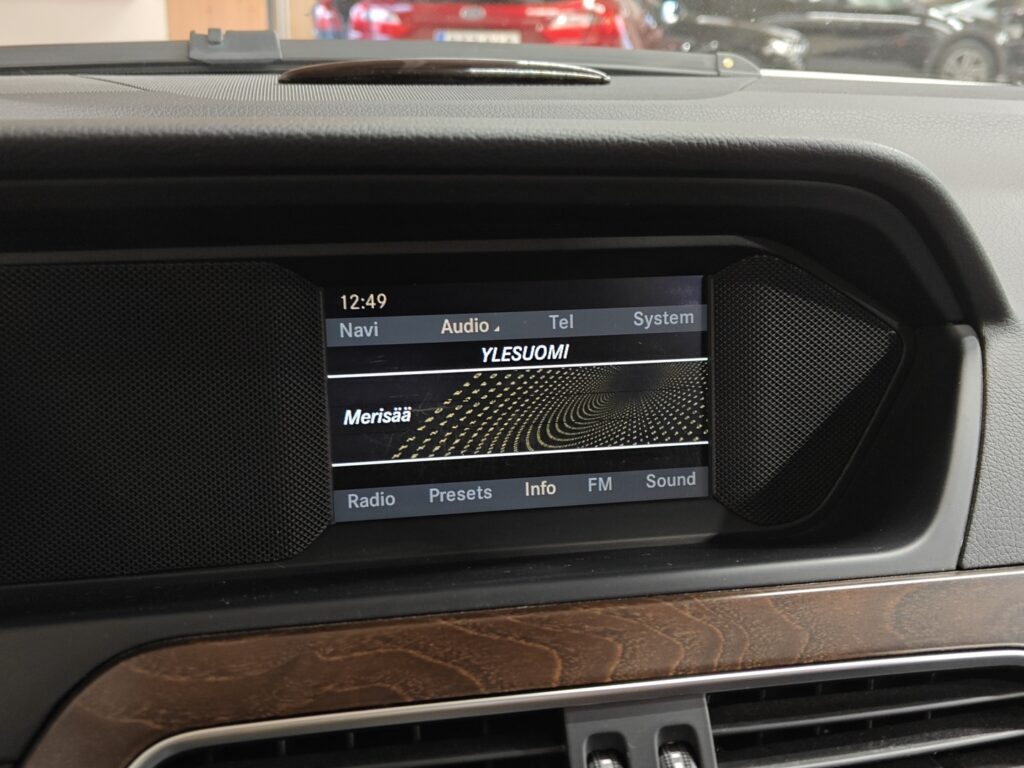 12:49
Navi Audio Tel System
YLESUOMI
Merisää
Radio Presets Info FM Sound